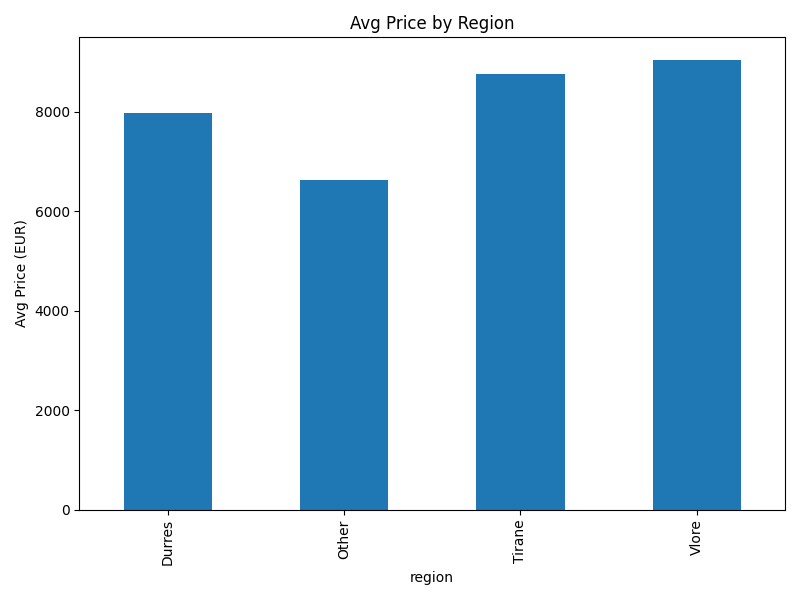 Avg Price by Region
Avg Price (EUR)
8000
6000
4000
2000
0
Durres
Other
Tirane
Vlore
region